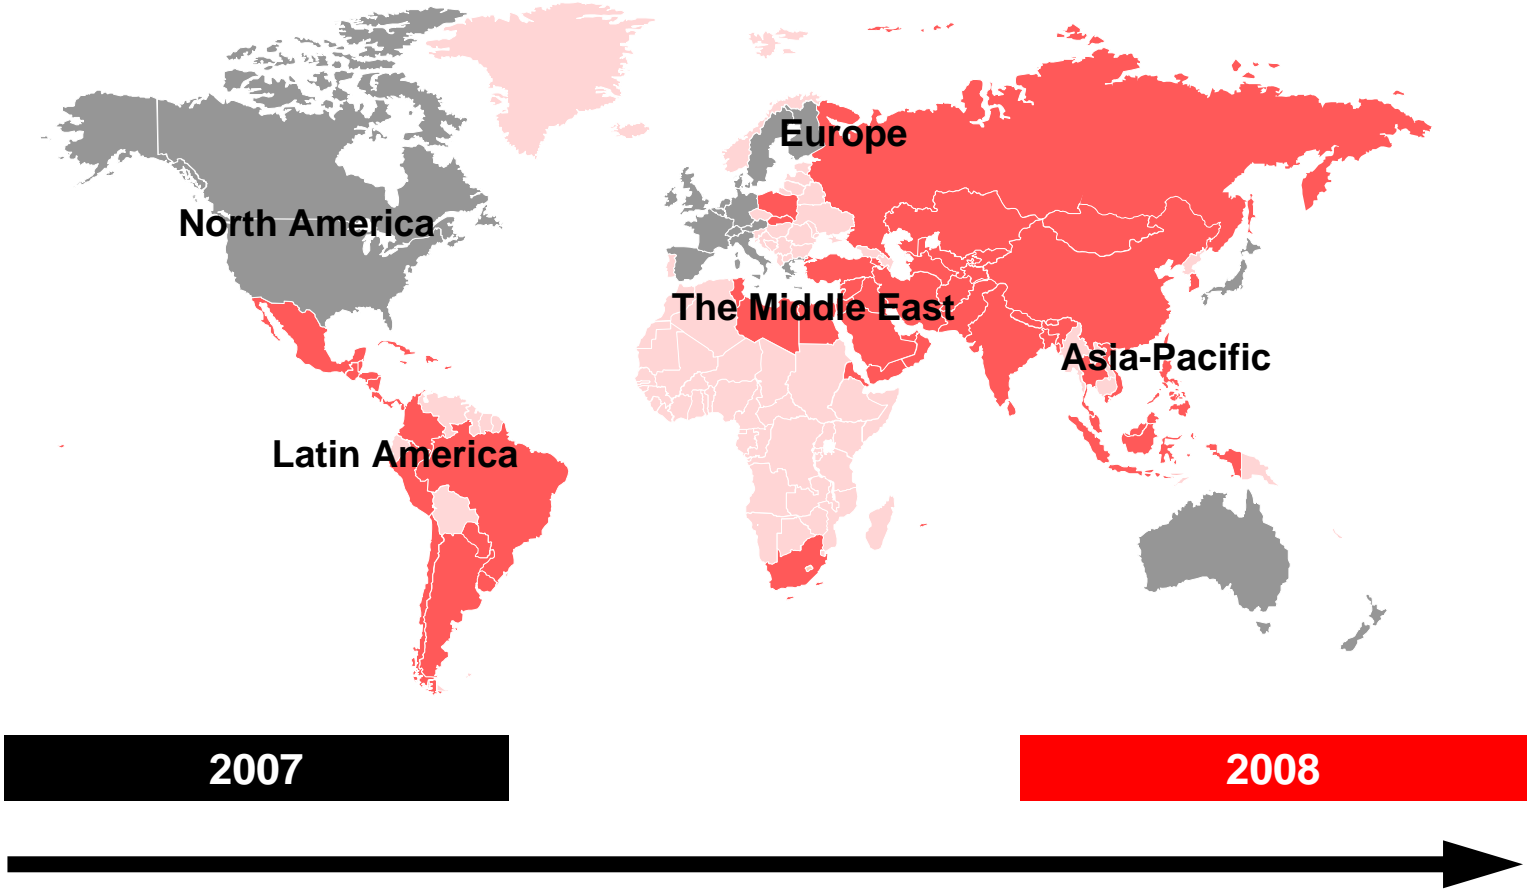 Europe
North America
The Middle East
Asia-Pacific
Latin America
2007
2008